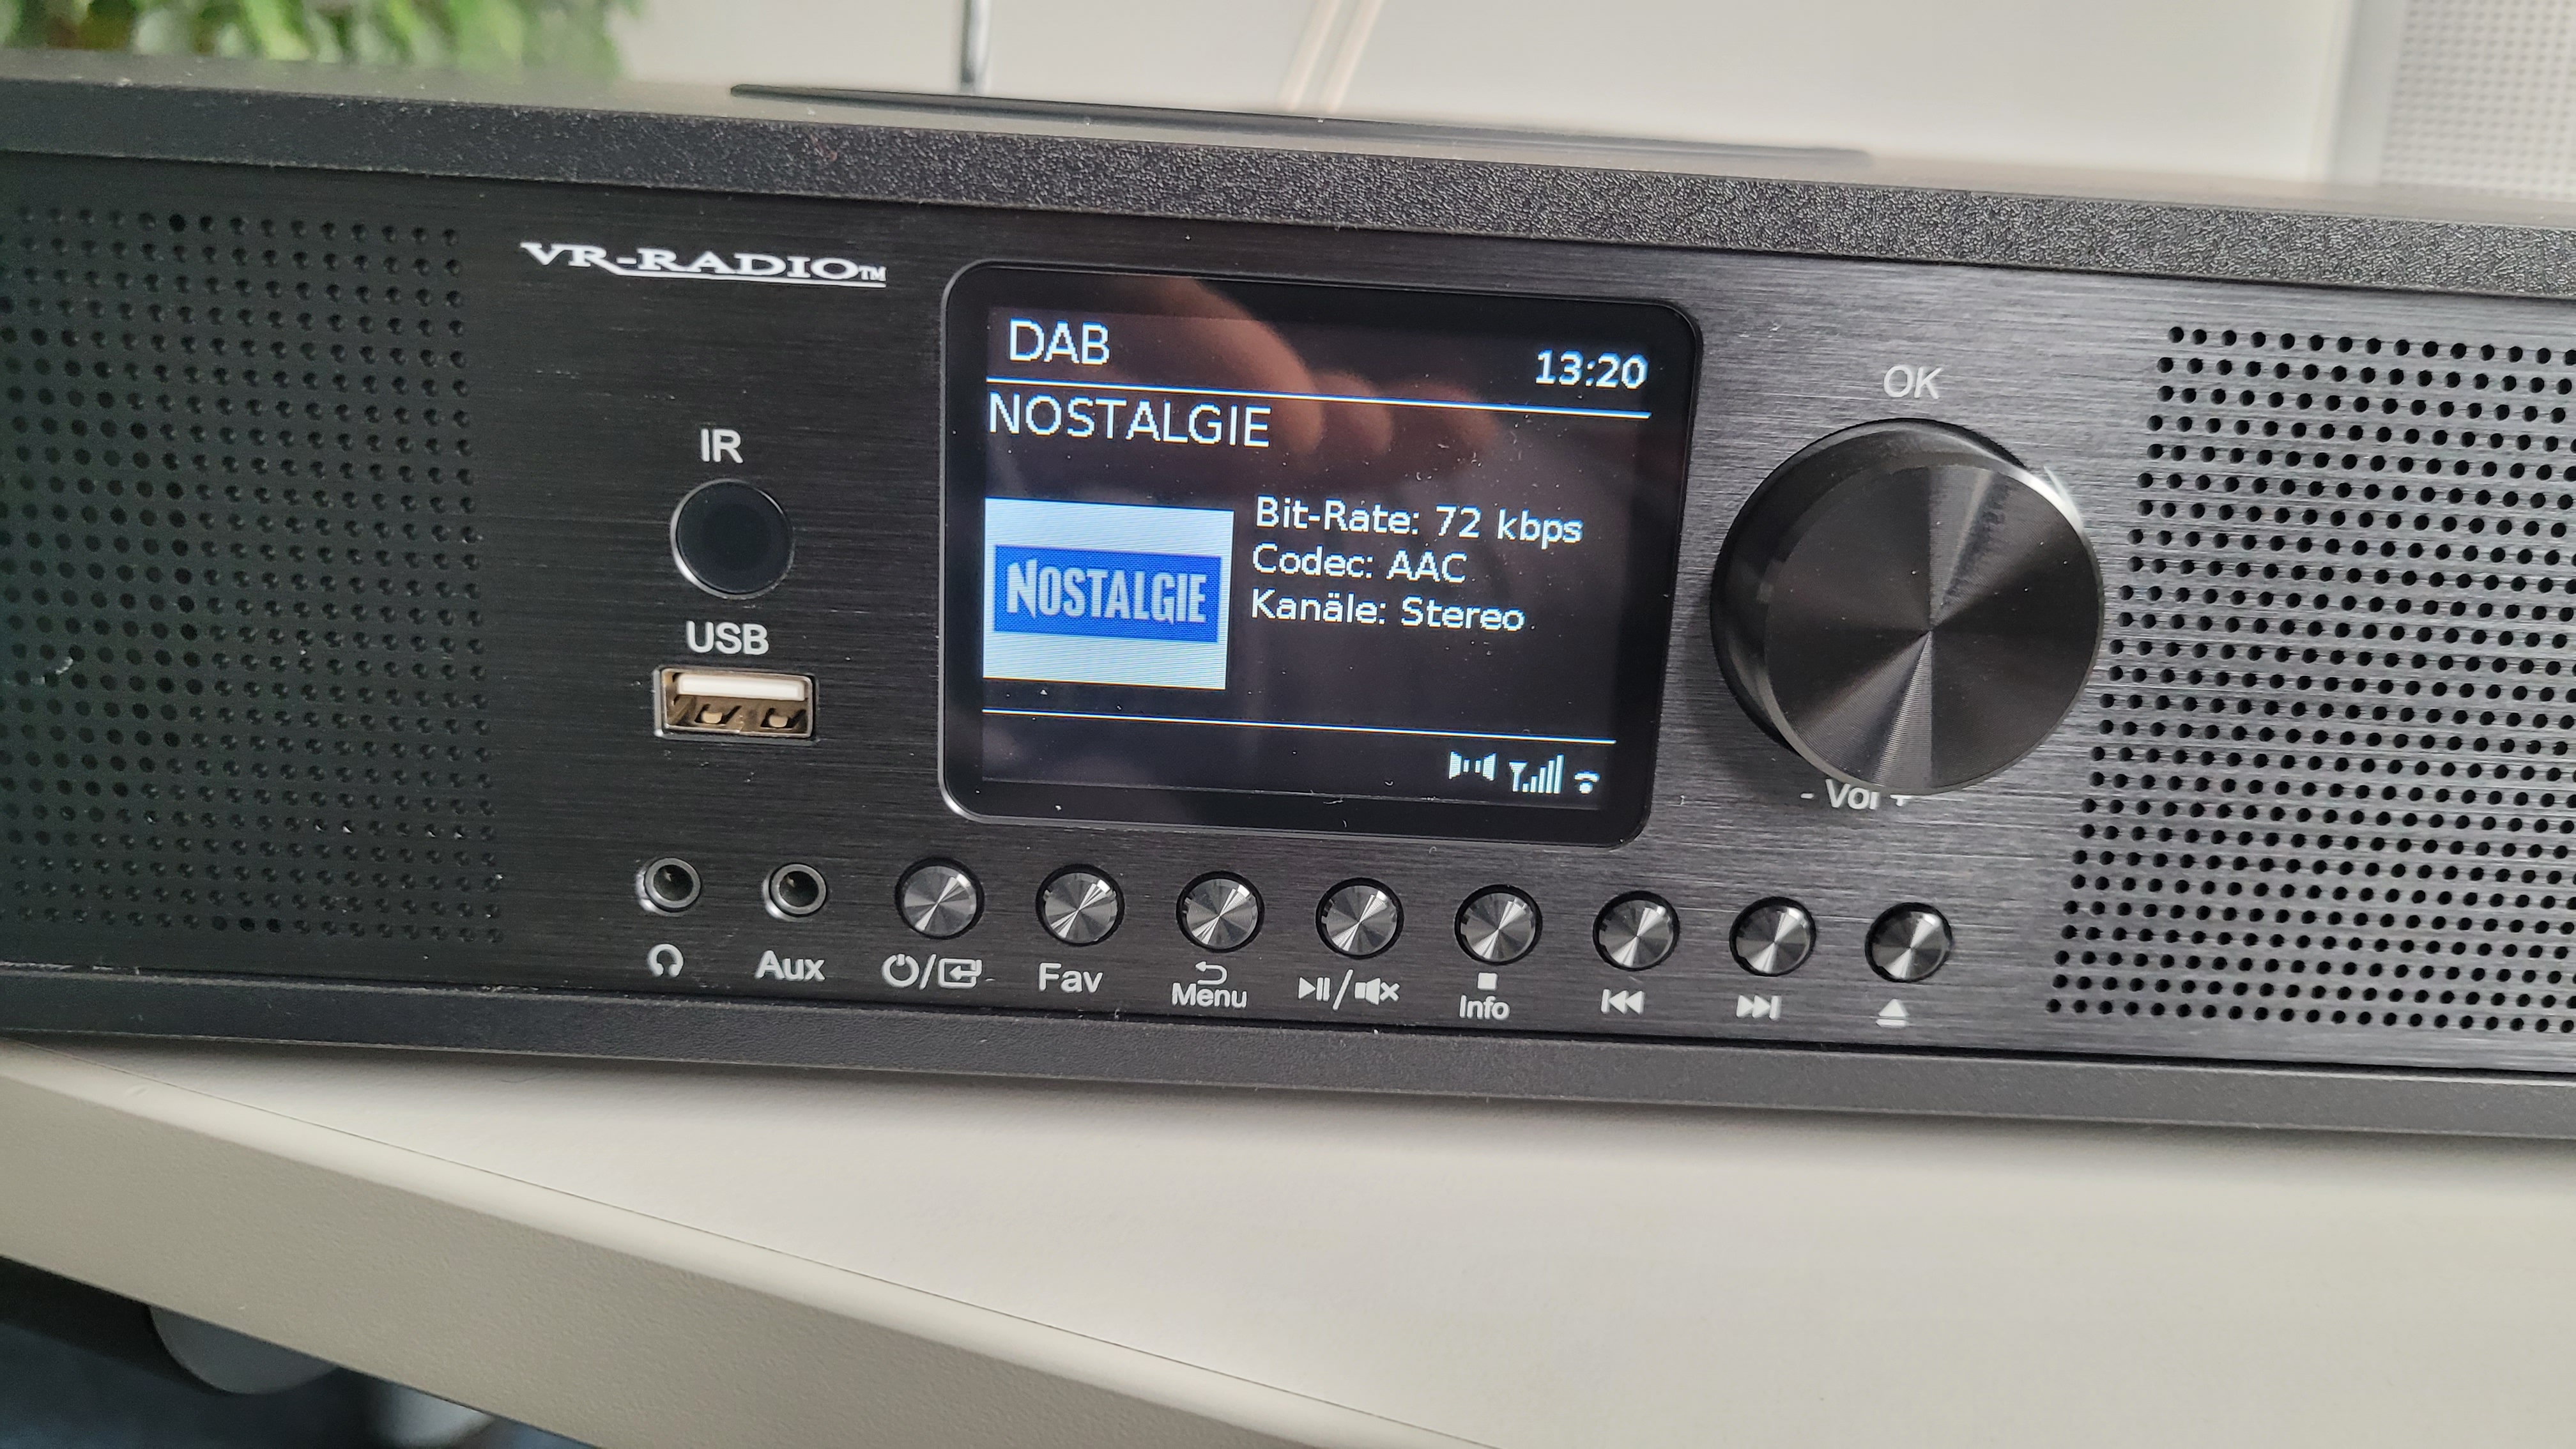 VR-RADIO™
DAB
13:20
NOSTALGIE
NOSTALGIE
Bit-Rate: 72 kbps
Codec: AAC
Kanäle: Stereo
IR
USB
OK
- Vol +
Aux
Fav
Menu
Info